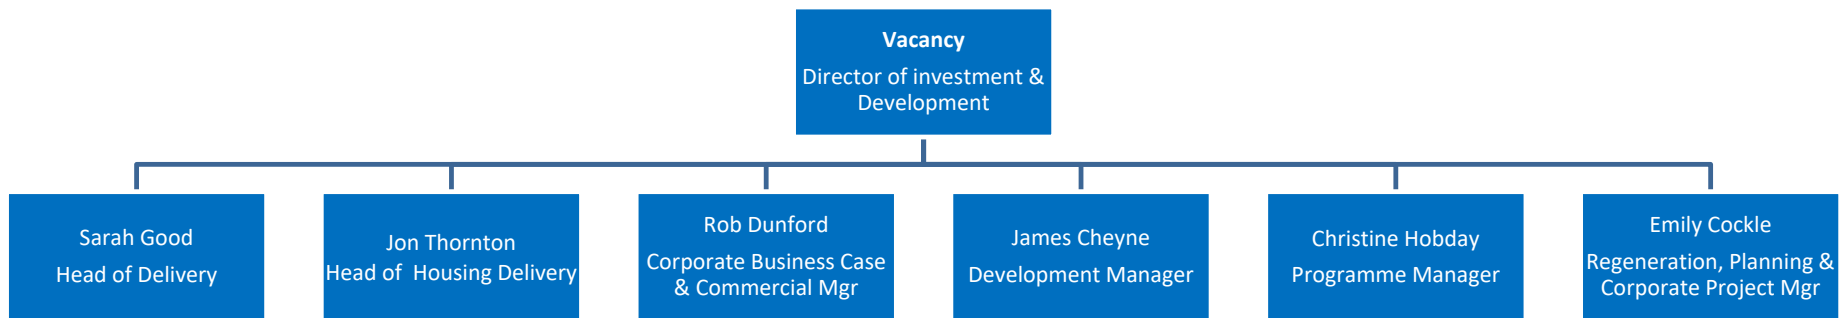 Vacancy
Director of investment &
Development
Sarah Good
Head of Delivery
Jon Thornton
Head of  Housing Delivery
Rob Dunford
Corporate Business Case
& Commercial Mgr
James Cheyne
Development Manager
Christine Hobday
Programme Manager
Emily Cockle
Regeneration, Planning &
Corporate Project Mgr